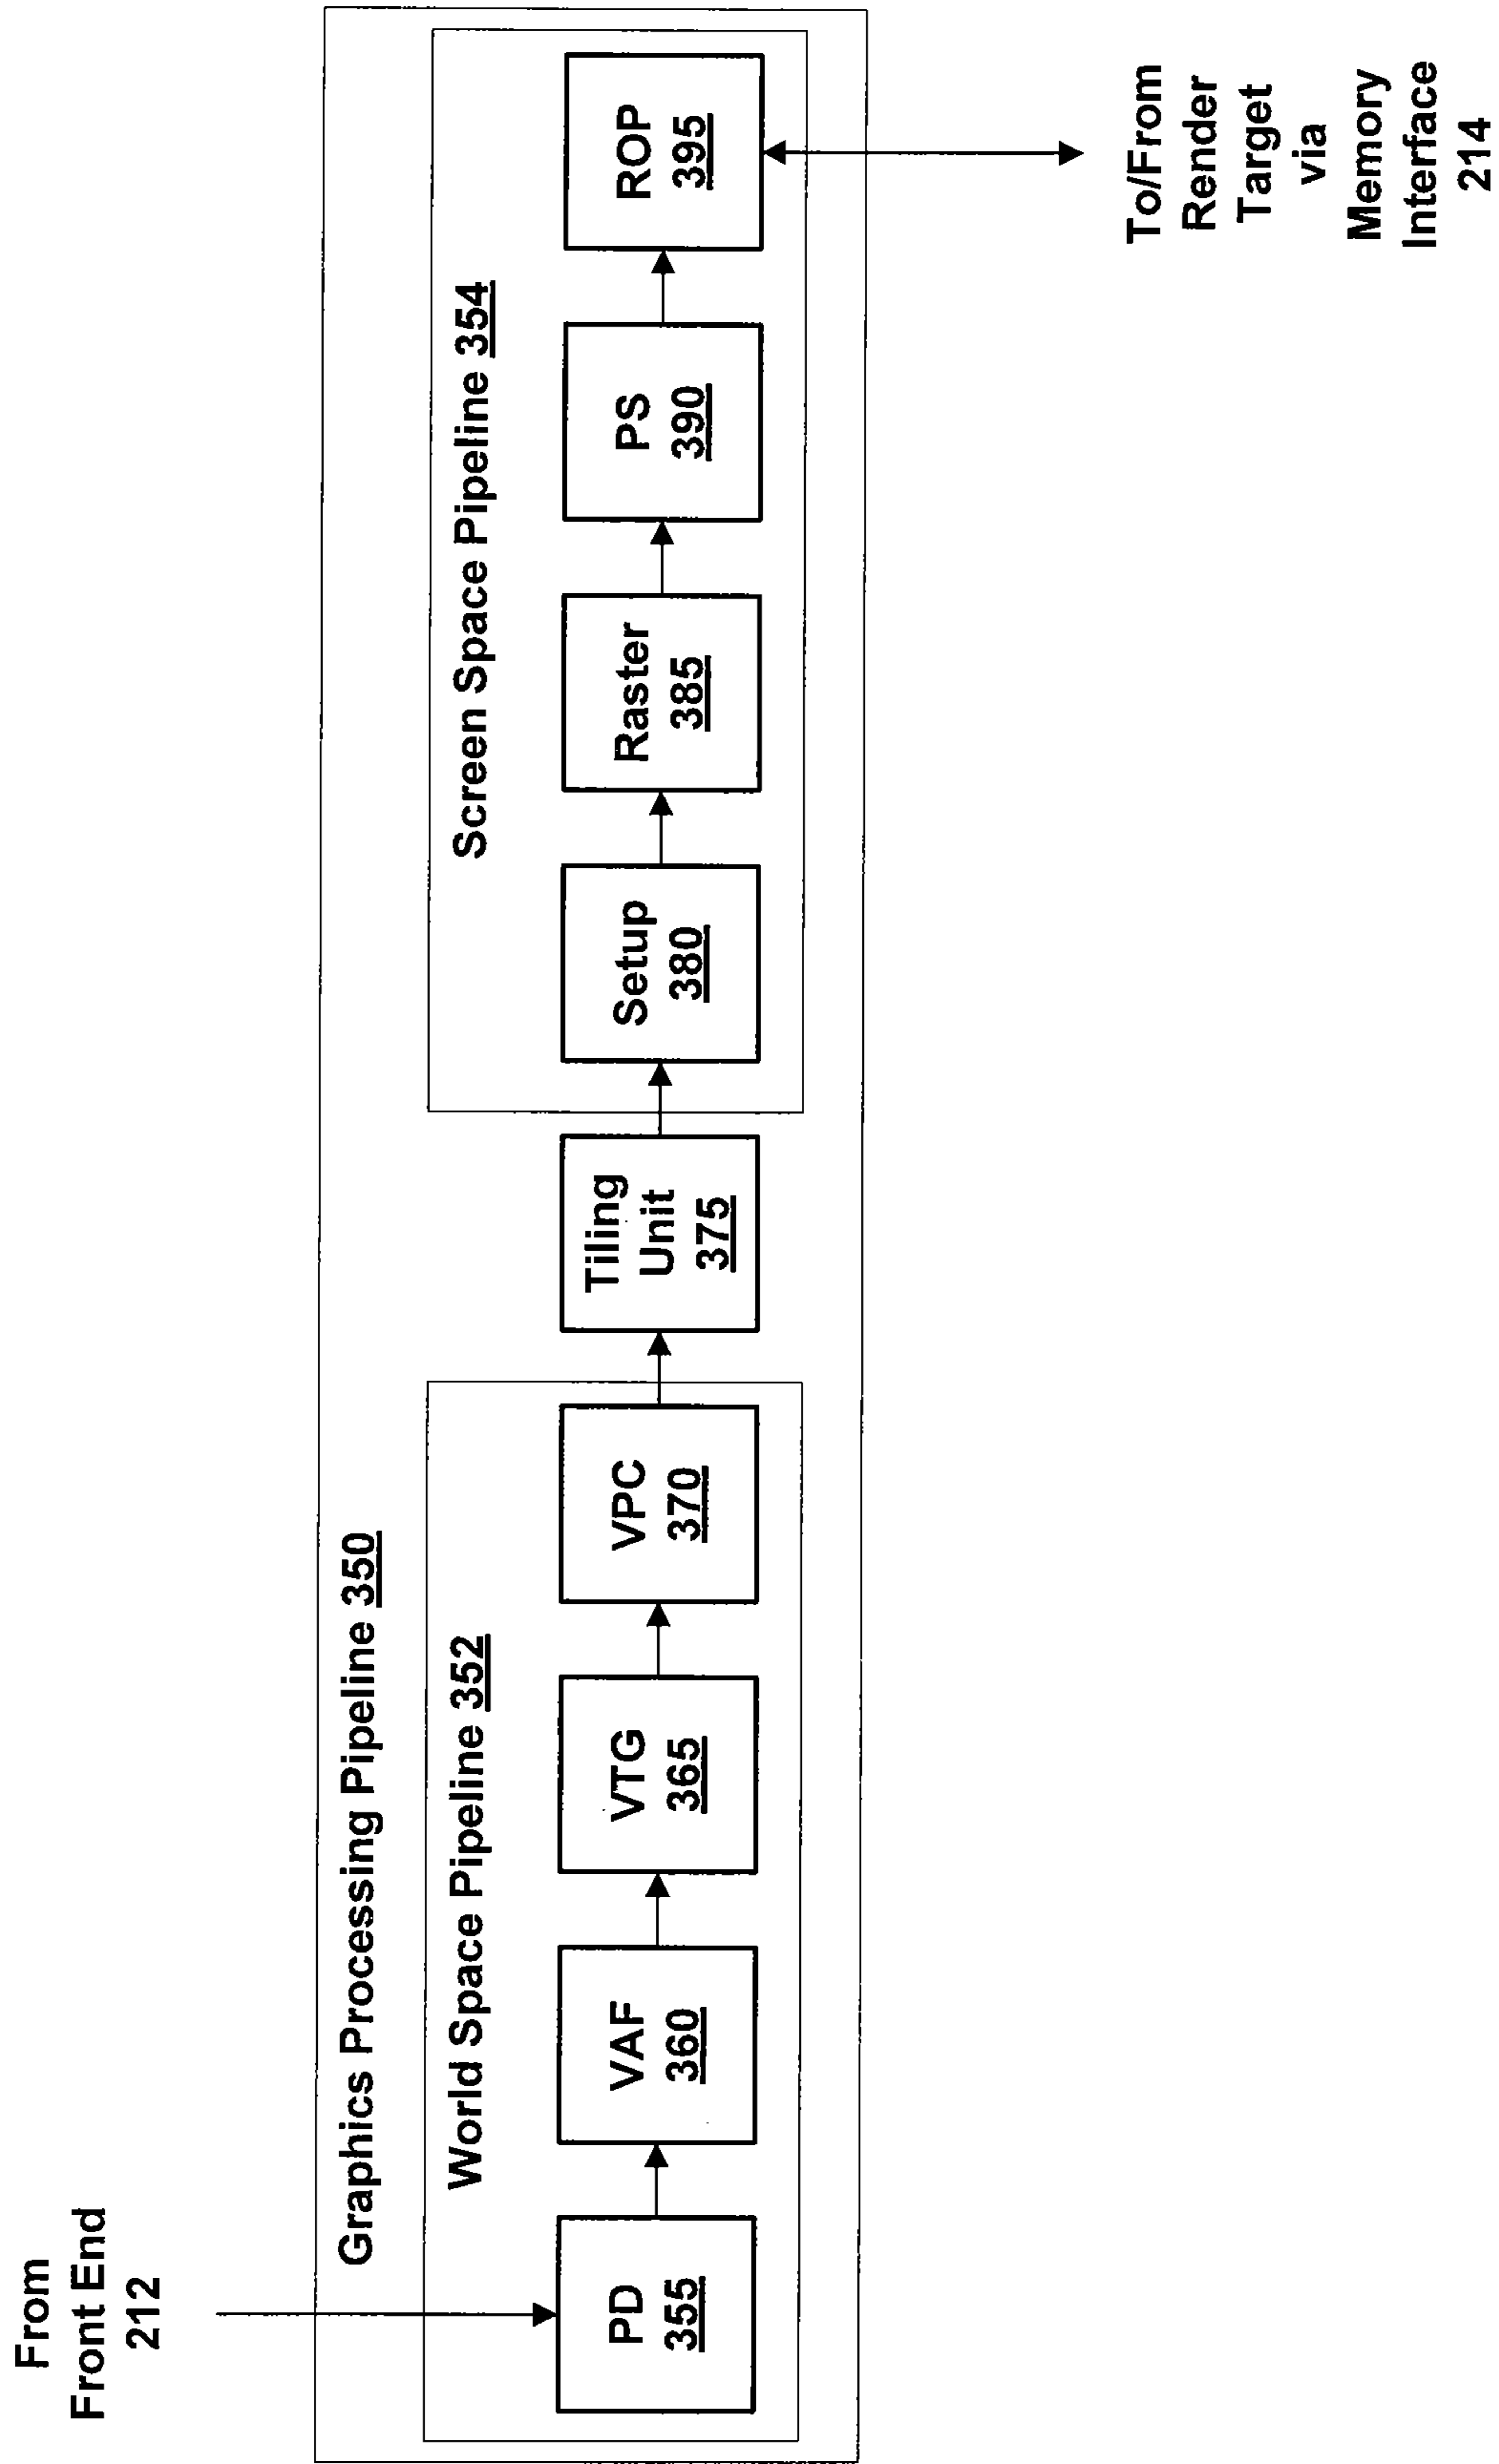 From
Front End
212
Graphics Processing Pipeline 350
World Space Pipeline 352
PD
355
VAF
360
VTG
365
VPC
370
Tiling
Unit
375
Screen Space Pipeline 354
Setup
380
Raster
385
PS
390
ROP
395
To/From
Render
Target
via
Memory
Interface
214